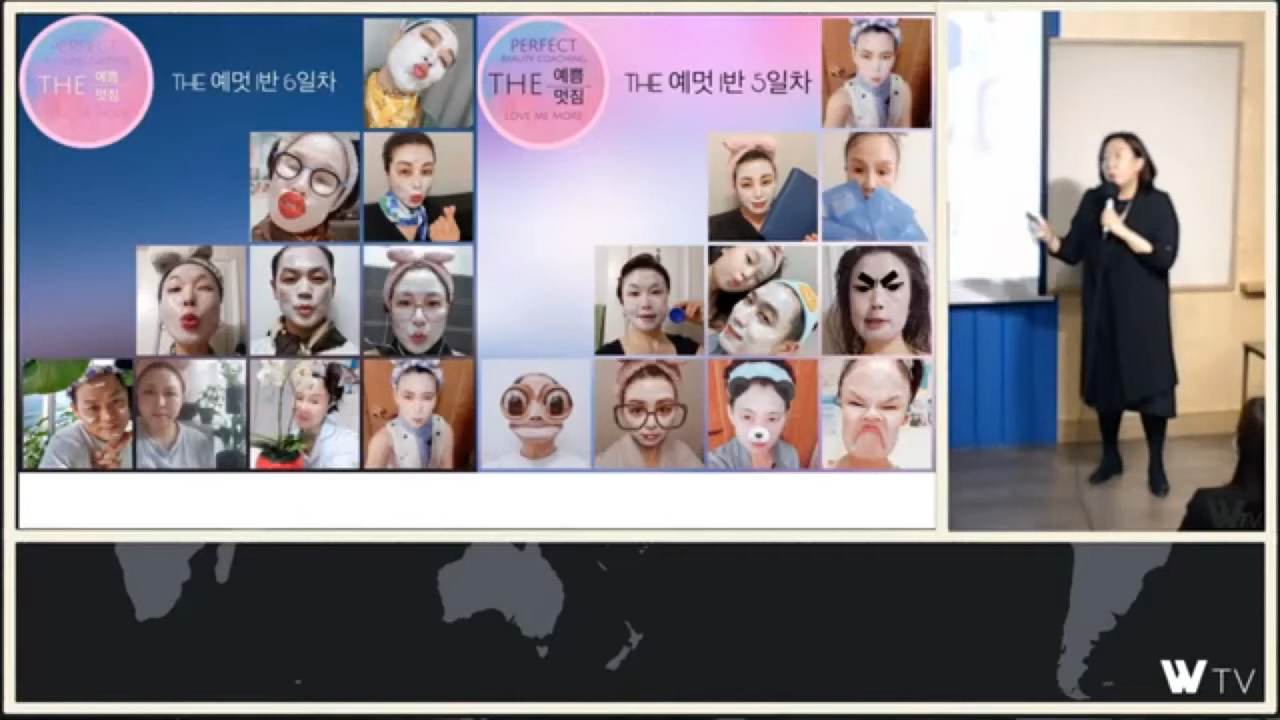 THE 예쁨
멋짐
THE 예멋 1반 6일차
PERFECT
BEAUTY COACHING
THE 예쁨
멋짐
LOVE ME MORE
THE 예멋 1반 5일차
W TV
W TV